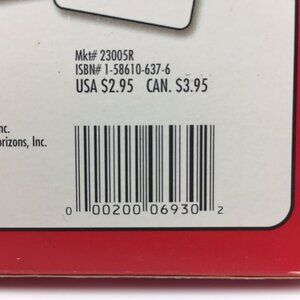 Mkt# 23005R
ISBN# 1-58610-637-6
USA $2.95 CAN. $3.95
nc.
orizons, Inc.
0 00200 06930 2